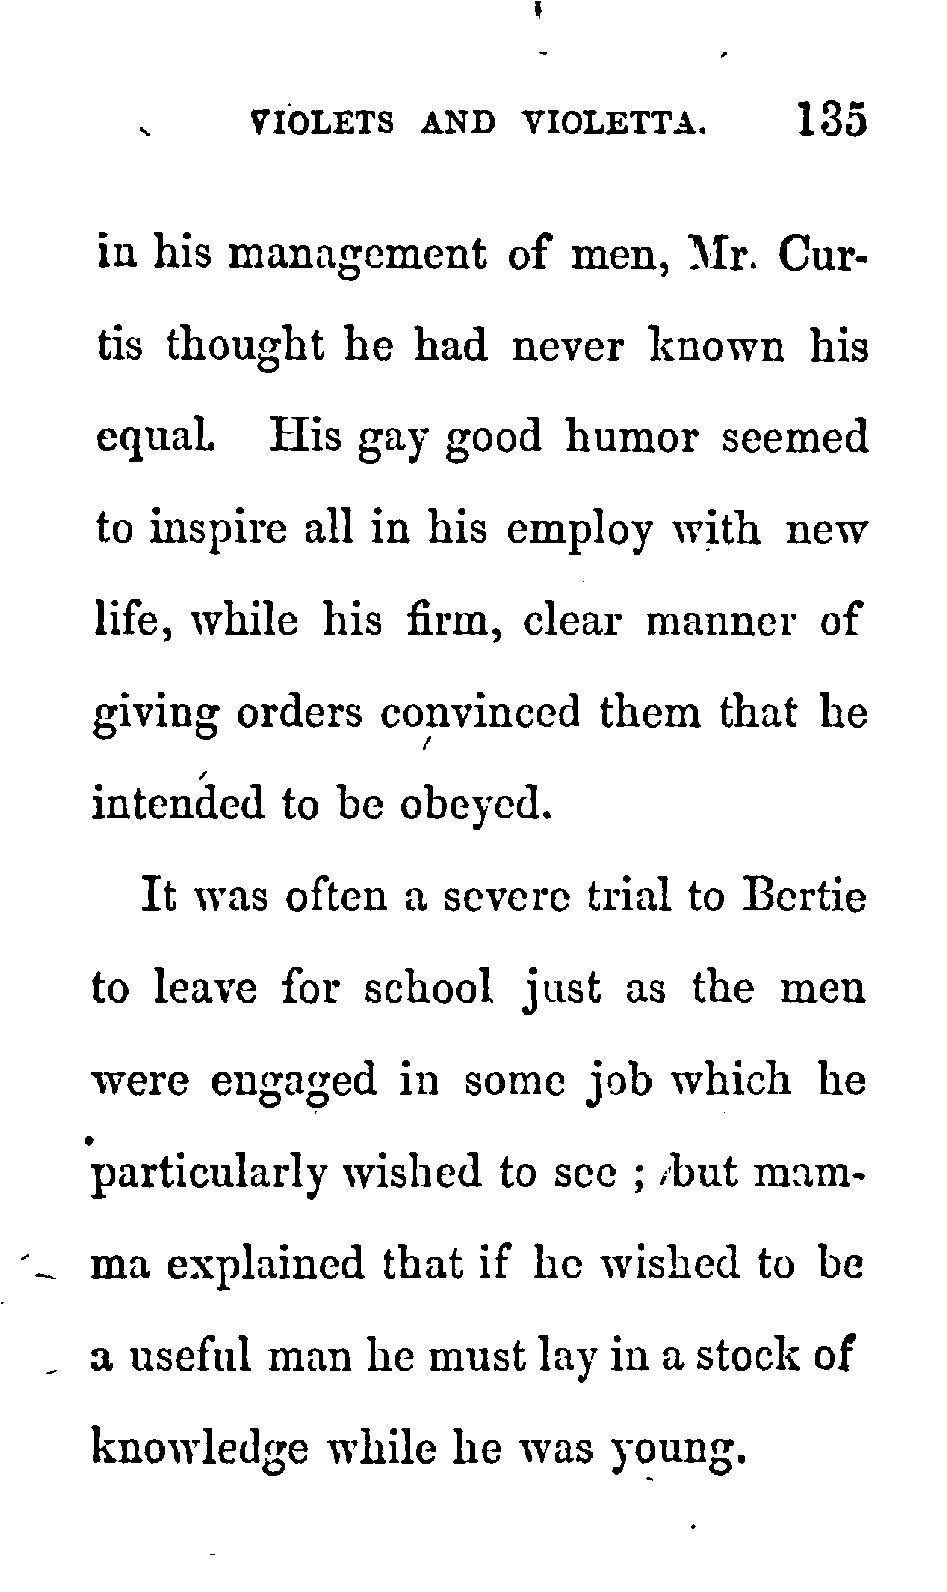 VIOLETS AND VIOLETTA. 135
in his management of men, Mr. Cur-
tis thought he had never known his
equal. His gay good humor seemed
to inspire all in his employ with new
life, while his firm, clear manner of
giving orders convinced them that he
intended to be obeyed.
It was often a severe trial to Bertie
to leave for school just as the men
were engaged in some job which he
particularly wished to see ; but mam-
ma explained that if he wished to be
a useful man he must lay in a stock of
knowledge while he was young.